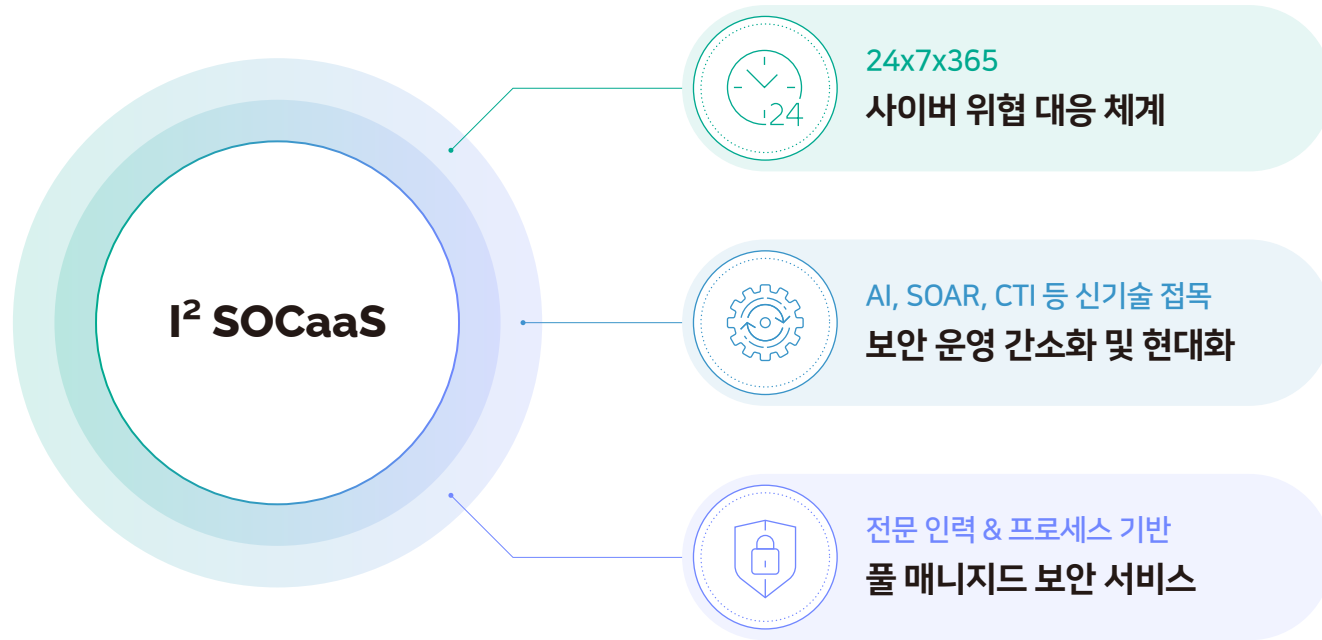 I² SOCaaS
24
24x7x365
사이버 위협 대응 체계
AI, SOAR, CTI 등 신기술 접목
보안 운영 간소화 및 현대화
전문 인력 & 프로세스 기반
풀 매니지드 보안 서비스